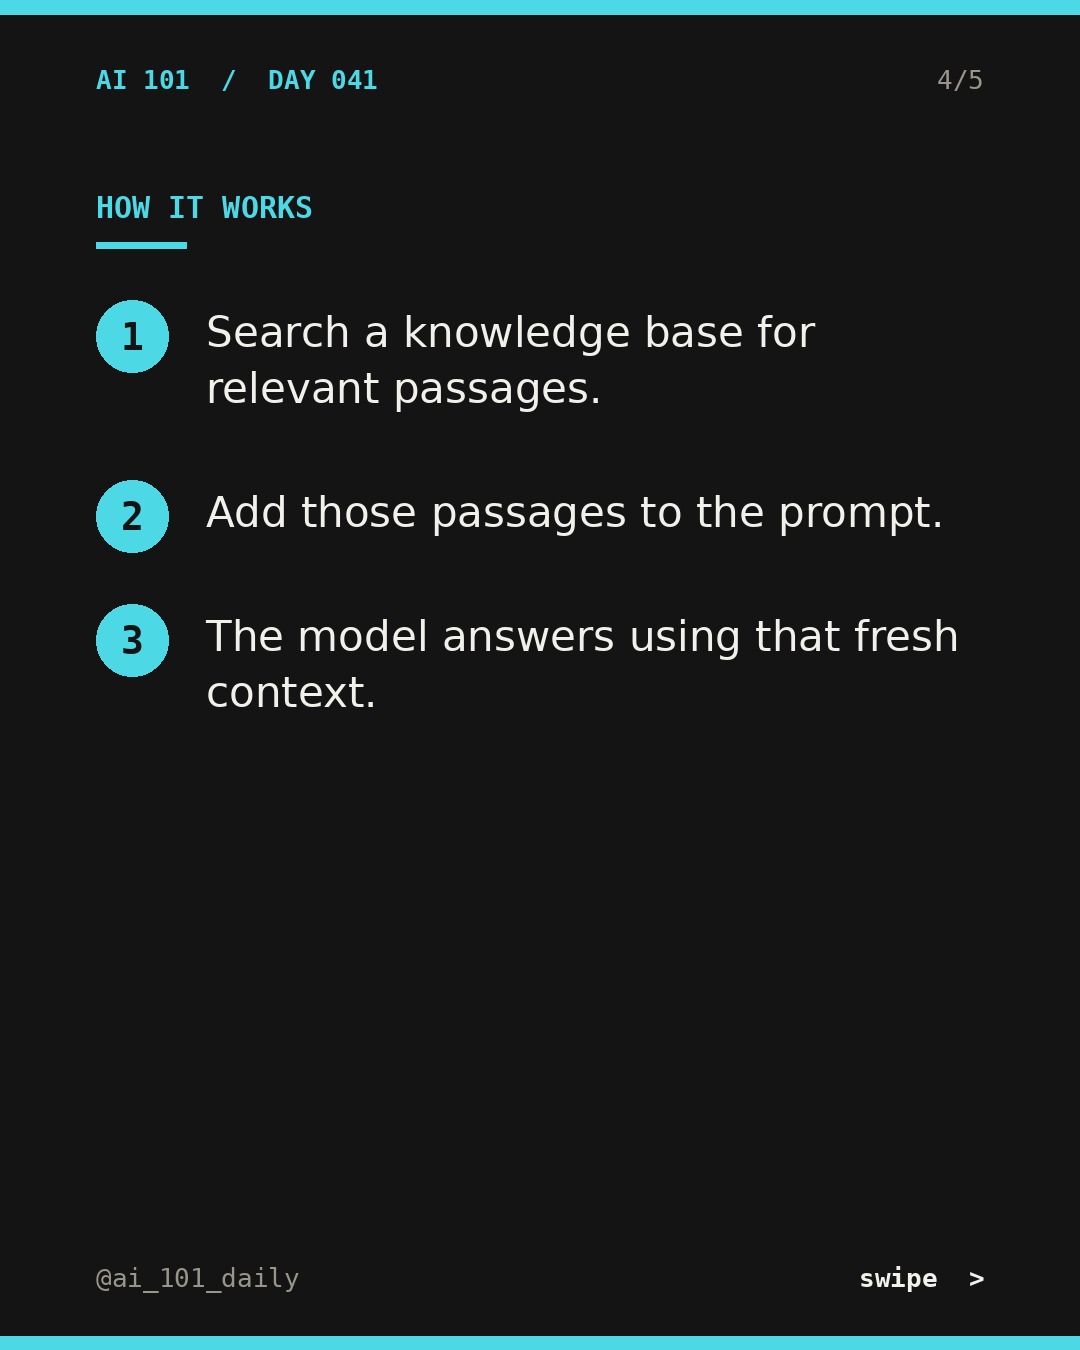 AI 101 / DAY 041
4/5
HOW IT WORKS
1 Search a knowledge base for
relevant passages.
2 Add those passages to the prompt.
3 The model answers using that fresh
context.
@ai_101_daily
swipe >